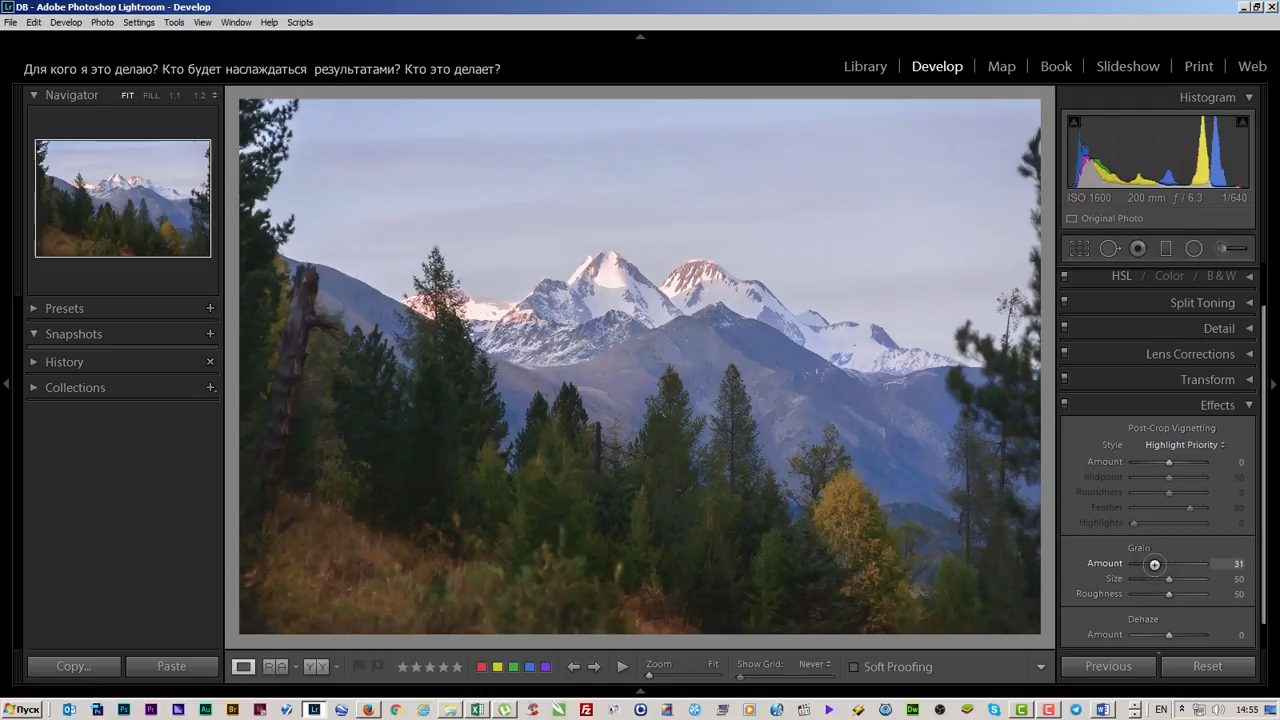 DB - Adobe Photoshop Lightroom - Develop
File Edit Develop Photo Settings Tools View Window Help Scripts
Для кого я это делаю? Кто будет наслаждаться результатами? Кто это делает?
Library Develop Map Book Slideshow Print Web
Navigator FIT FILL 1:1 1:2
Histogram
ISO 1600 200 mm ƒ / 6.3 1/640
Original Photo
HSL / Color / B & W
Presets
Split Toning
Snapshots
Detail
History
Lens Corrections
Collections
Transform
Effects
Post-Crop Vignetting
Style Highlight Priority
Amount 0
Midpoint 50
Roundness 0
Feather 80
Highlights 0
Grain
Amount 31
Size 50
Roughness 50
Dehaze
Amount 0
Copy... Paste
R A Y Y
Zoom Fit
Show Grid: Never
Soft Proofing
Previous Reset
Пуск
EN 14:55